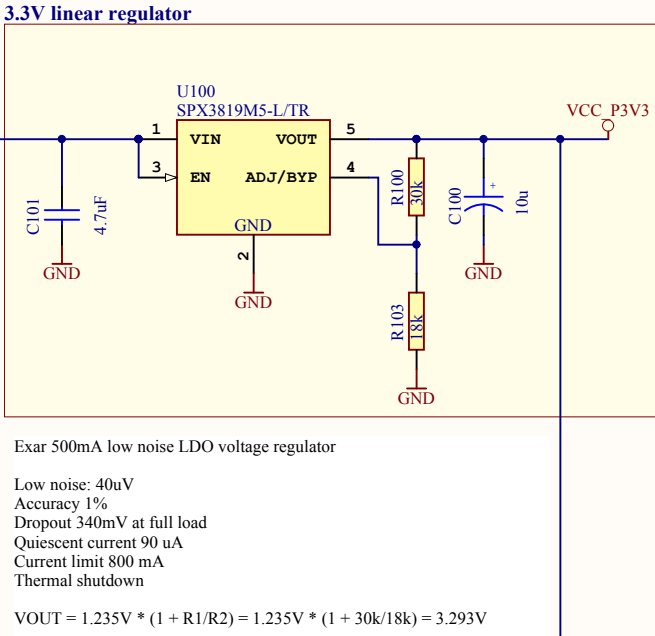 3.3V linear regulator
U100
SPX3819M5-L/TR
VCC_P3V3
1
VIN
VOUT
5
3
EN
ADJ/BYP
4
GND
2
GND
C101
4.7uF
GND
R100
30k
C100
+
10u
GND
R103
18k
GND
Exar 500mA low noise LDO voltage regulator
Low noise: 40uV
Accuracy 1%
Dropout 340mV at full load
Quiescent current 90 uA
Current limit 800 mA
Thermal shutdown
VOUT = 1.235V * (1 + R1/R2) = 1.235V * (1 + 30k/18k) = 3.293V